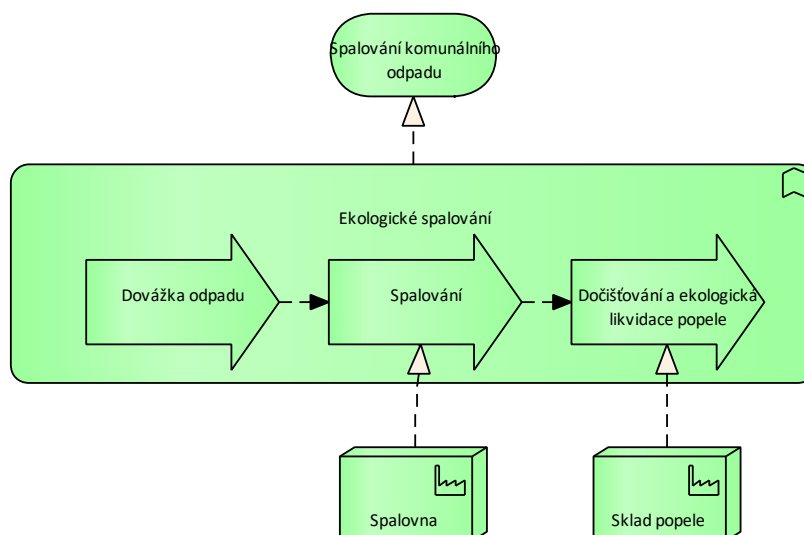 Spalování komunálního
odpadu
Ekologické spalování
Dovážka odpadu
Spalování
Dočišťování a ekologická
likvidace popele
Spalovna
Sklad popele